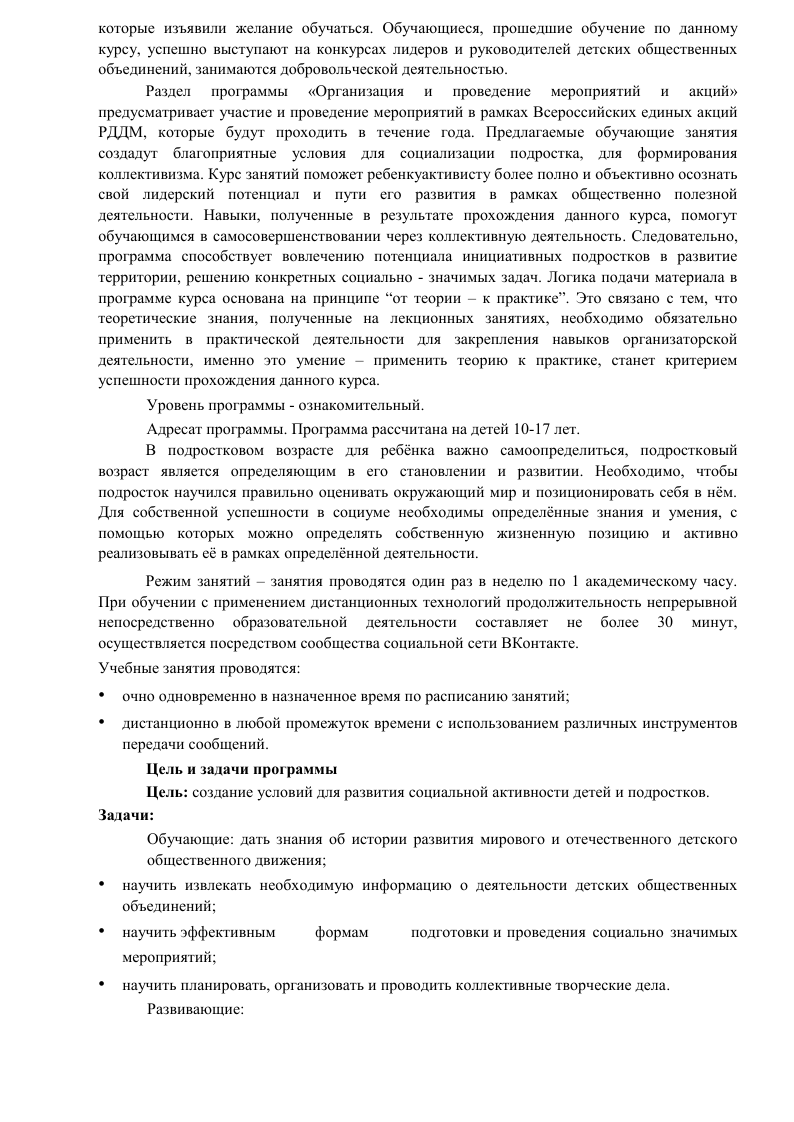 которые изъявили желание обучаться. Обучающиеся, прошедшие обучение по данному
курсу, успешно выступают на конкурсах лидеров и руководителей детских общественных
объединений, занимаются добровольческой деятельностью.
Раздел программы «Организация и проведение мероприятий и акций»
предусматривает участие и проведение мероприятий в рамках Всероссийских единых акций
РДДМ, которые будут проходить в течение года. Предлагаемые обучающие занятия
создадут благоприятные условия для социализации подростка, для формирования
коллективизма. Курс занятий поможет ребенкуактивисту более полно и объективно осознать
свой лидерский потенциал и пути его развития в рамках общественно полезной
деятельности. Навыки, полученные в результате прохождения данного курса, помогут
обучающимся в самосовершенствовании через коллективную деятельность. Следовательно,
программа способствует вовлечению потенциала инициативных подростков в развитие
территории, решению конкретных социально - значимых задач. Логика подачи материала в
программе курса основана на принципе “от теории – к практике”. Это связано с тем, что
теоретические знания, полученные на лекционных занятиях, необходимо обязательно
применить в практической деятельности для закрепления навыков организаторской
деятельности, именно это умение – применить теорию к практике, станет критерием
успешности прохождения данного курса.
Уровень программы - ознакомительный.
Адресат программы. Программа рассчитана на детей 10-17 лет.
В подростковом возрасте для ребёнка важно самоопределиться, подростковый
возраст является определяющим в его становлении и развитии. Необходимо, чтобы
подросток научился правильно оценивать окружающий мир и позиционировать себя в нём.
Для собственной успешности в социуме необходимы определённые знания и умения, с
помощью которых можно определять собственную жизненную позицию и активно
реализовывать её в рамках определённой деятельности.
Режим занятий – занятия проводятся один раз в неделю по 1 академическому часу.
При обучении с применением дистанционных технологий продолжительность непрерывной
непосредственно образовательной деятельности составляет не более 30 минут,
осуществляется посредством сообщества социальной сети ВКонтакте.
Учебные занятия проводятся:
• очно одновременно в назначенное время по расписанию занятий;
• дистанционно в любой промежуток времени с использованием различных инструментов
передачи сообщений.
Цель и задачи программы
Цель: создание условий для развития социальной активности детей и подростков.
Задачи:
Обучающие: дать знания об истории развития мирового и отечественного детского
общественного движения;
• научить извлекать необходимую информацию о деятельности детских общественных
объединений;
• научить эффективным формам подготовки и проведения социально значимых
мероприятий;
• научить планировать, организовать и проводить коллективные творческие дела.
Развивающие: